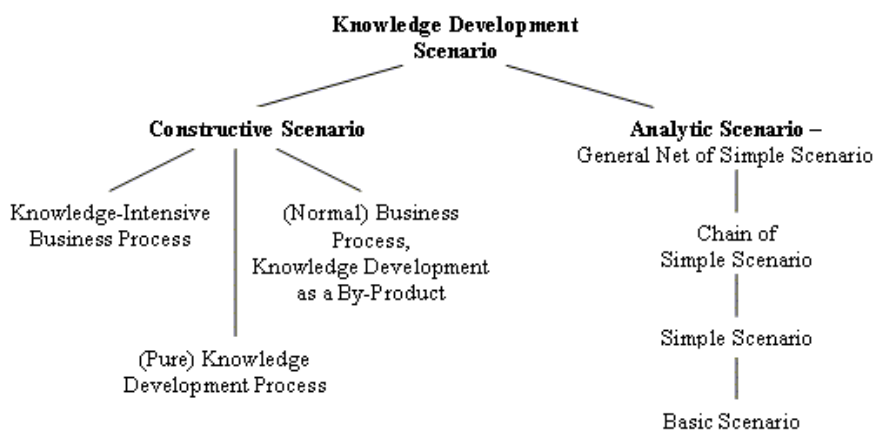 Knowledge Development
Scenario
Constructive Scenario
Analytic Scenario –
General Net of Simple Scenario
Knowledge-Intensive
Business Process
(Normal) Business
Process,
Knowledge Development
as a By-Product
(Pure) Knowledge
Development Process
Chain of
Simple Scenario
Simple Scenario
Basic Scenario